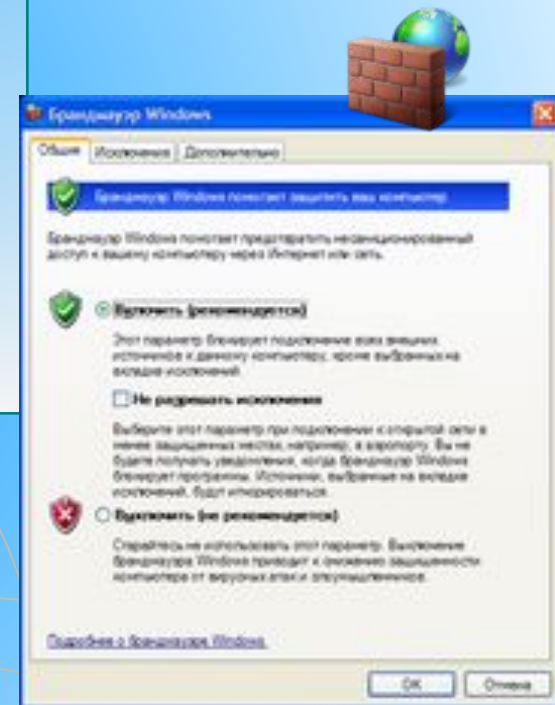 Брандмауэр Windows
Общие Исключения Дополнительно
Брандмауэр Windows помогает защитить ваш компьютер
Брандмауэр Windows помогает предотвратить несанкционированный
доступ к вашему компьютеру через Интернет или сеть.
Включить (рекомендуется)
Этот параметр блокирует подключение всех внешних
источников к данному компьютеру, кроме выбранных на
вкладке исключений.
Не разрешать исключения
Выберите этот параметр при подключении к открытой сети в
менее защищенных местах, например, в аэропорту. Вы не
будете получать уведомления, когда брандмауэр Windows
блокирует программы. Источники, выбранные на вкладке
исключений, будут игнорироваться.
Выключить (не рекомендуется)
Старайтесь не использовать этот параметр. Выключение
брандмауэра Windows приводит к снижению защищенности
компьютера от вирусных атак и злоумышленников.
Подробнее о брандмауэре Windows.
ОК Отмена